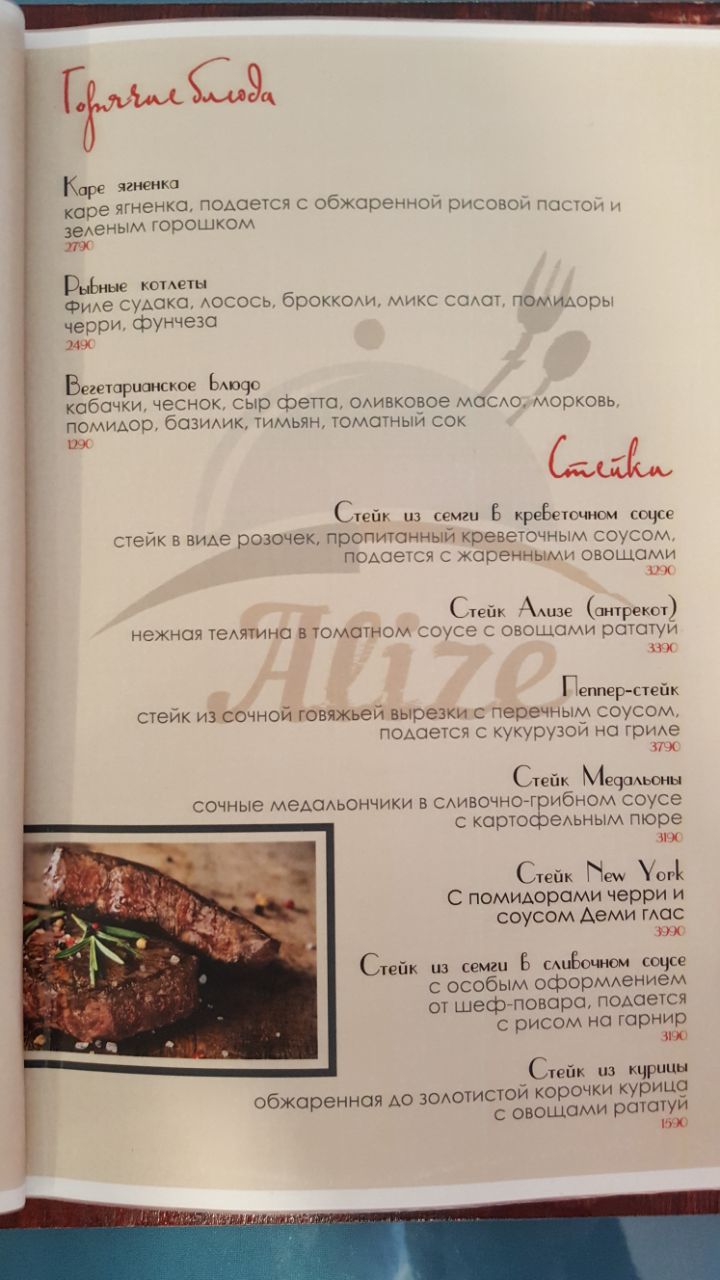 Горячие блюда
Каре ягненка
каре ягненка, подается с обжаренной рисовой пастой и
зеленым горошком
2790
Рыбные котлеты
Филе судака, лосось, брокколи, микс салат, помидоры
черри, фунчеза
2490
Вегетарианское блюдо
кабачки, чеснок, сыр фетта, оливковое масло, морковь,
помидор, базилик, тимьян, томатный сок
1290
Стейки
Стейк из семги в креветочном соусе
стейк в виде розочек, пропитанный креветочным соусом,
подается с жаренными овощами
3290
Alize
Стейк Ализе (антрекот)
нежная телятина в томатном соусе с овощами рататуй
3390
Пеппер-стейк
стейк из сочной говяжьей вырезки с перечным соусом,
подается с кукурузой на гриле
3790
Стейк Медальоны
сочные медальончики в сливочно-грибном соусе
с картофельным пюре
3190
Стейк New York
С помидорами черри и
соусом Деми глас
3990
Стейк из семги в сливочном соусе
с особым оформлением
от шеф-повара, подается
с рисом на гарнир
3190
Стейк из курицы
обжаренная до золотистой корочки курица
с овощами рататуй
1590